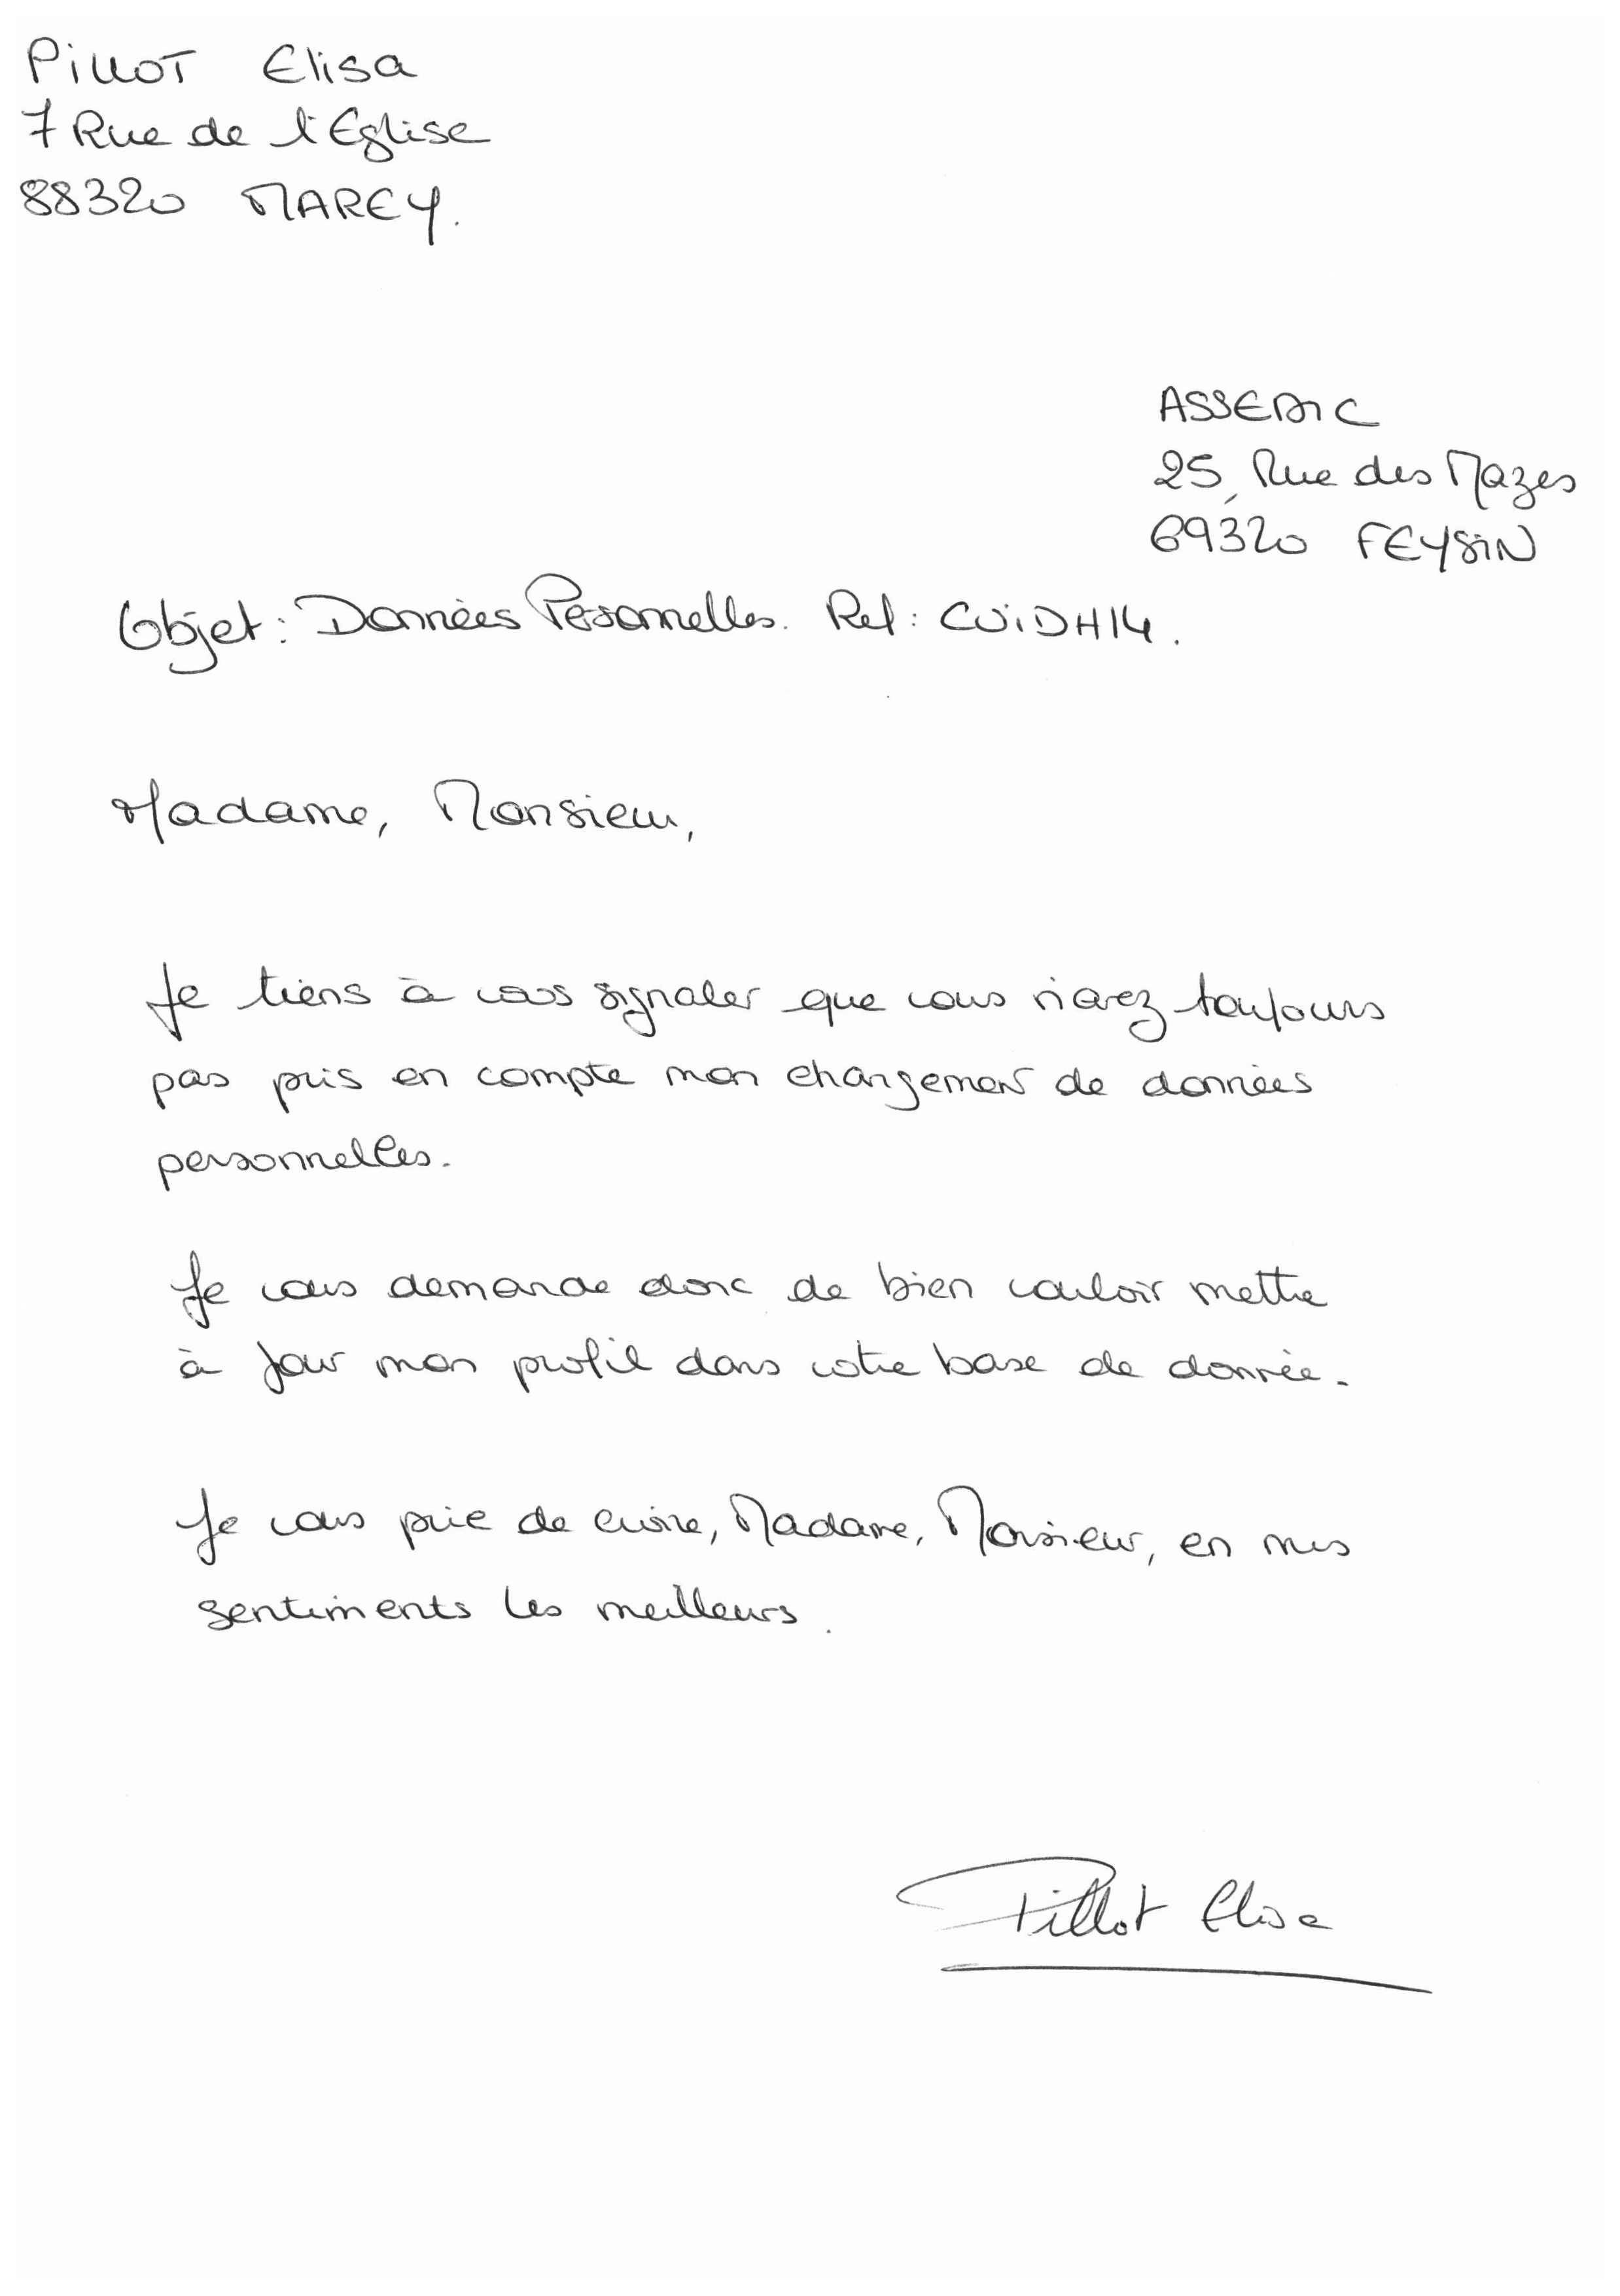 Pillot Elisa
7 Rue de l'Eglise
88320 MAREY.
ASSEDIC
25, Rue des Mazes
69320 FEYSIN
Objet : Données Personnelles. Ref : CUIDH14.
Madame, Monsieur,
Je tiens à vous signaler que vous n'avez toujours
pas pris en compte mon changement de données
personnelles.
Je vous demande donc de bien vouloir mettre
à jour mon profil dans votre base de donnée.
Je vous prie de croire, Madame, Monsieur, en mes
sentiments les meilleurs.
Pillot Elisa